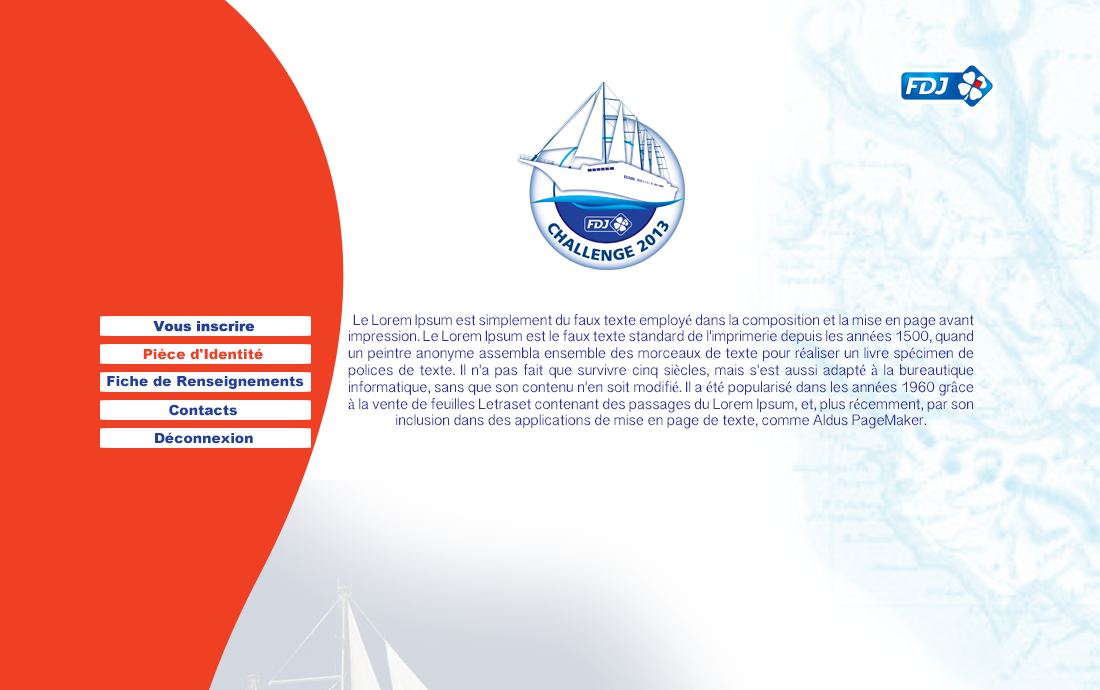 FDJ
FDJ
CHALLENGE 2013
Vous inscrire
Pièce d'Identité
Fiche de Renseignements
Contacts
Déconnexion
Le Lorem Ipsum est simplement du faux texte employé dans la composition et la mise en page avant
impression. Le Lorem Ipsum est le faux texte standard de l'imprimerie depuis les années 1500, quand
un peintre anonyme assembla ensemble des morceaux de texte pour réaliser un livre spécimen de
polices de texte. Il n'a pas fait que survivre cinq siècles, mais s'est aussi adapté à la bureautique
informatique, sans que son contenu n'en soit modifié. Il a été popularisé dans les années 1960 grâce
à la vente de feuilles Letraset contenant des passages du Lorem Ipsum, et, plus récemment, par son
inclusion dans des applications de mise en page de texte, comme Aldus PageMaker.